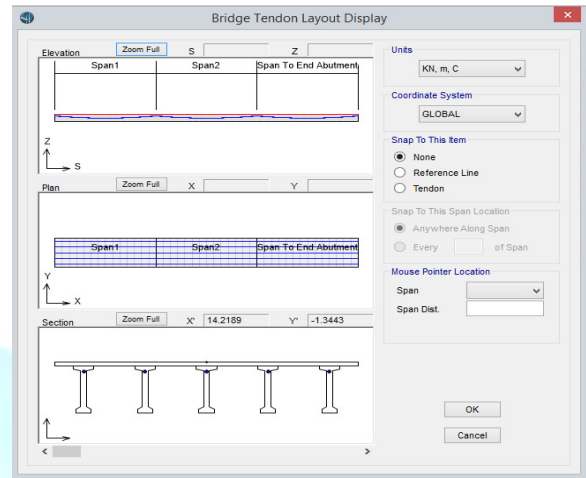 Bridge Tendon Layout Display
Elevation Zoom Full S Z
Span1 Span2 Span To End Abutment
Z
S
Plan Zoom Full X Y
Span1 Span2 Span To End Abutment
Y
X
Section Zoom Full X' 14.2189 Y' -1.3443
Units
KN, m, C
Coordinate System
GLOBAL
Snap To This Item
None
Reference Line
Tendon
Snap To This Span Location
Anywhere Along Span
Every of Span
Mouse Pointer Location
Span
Span Dist.
OK
Cancel